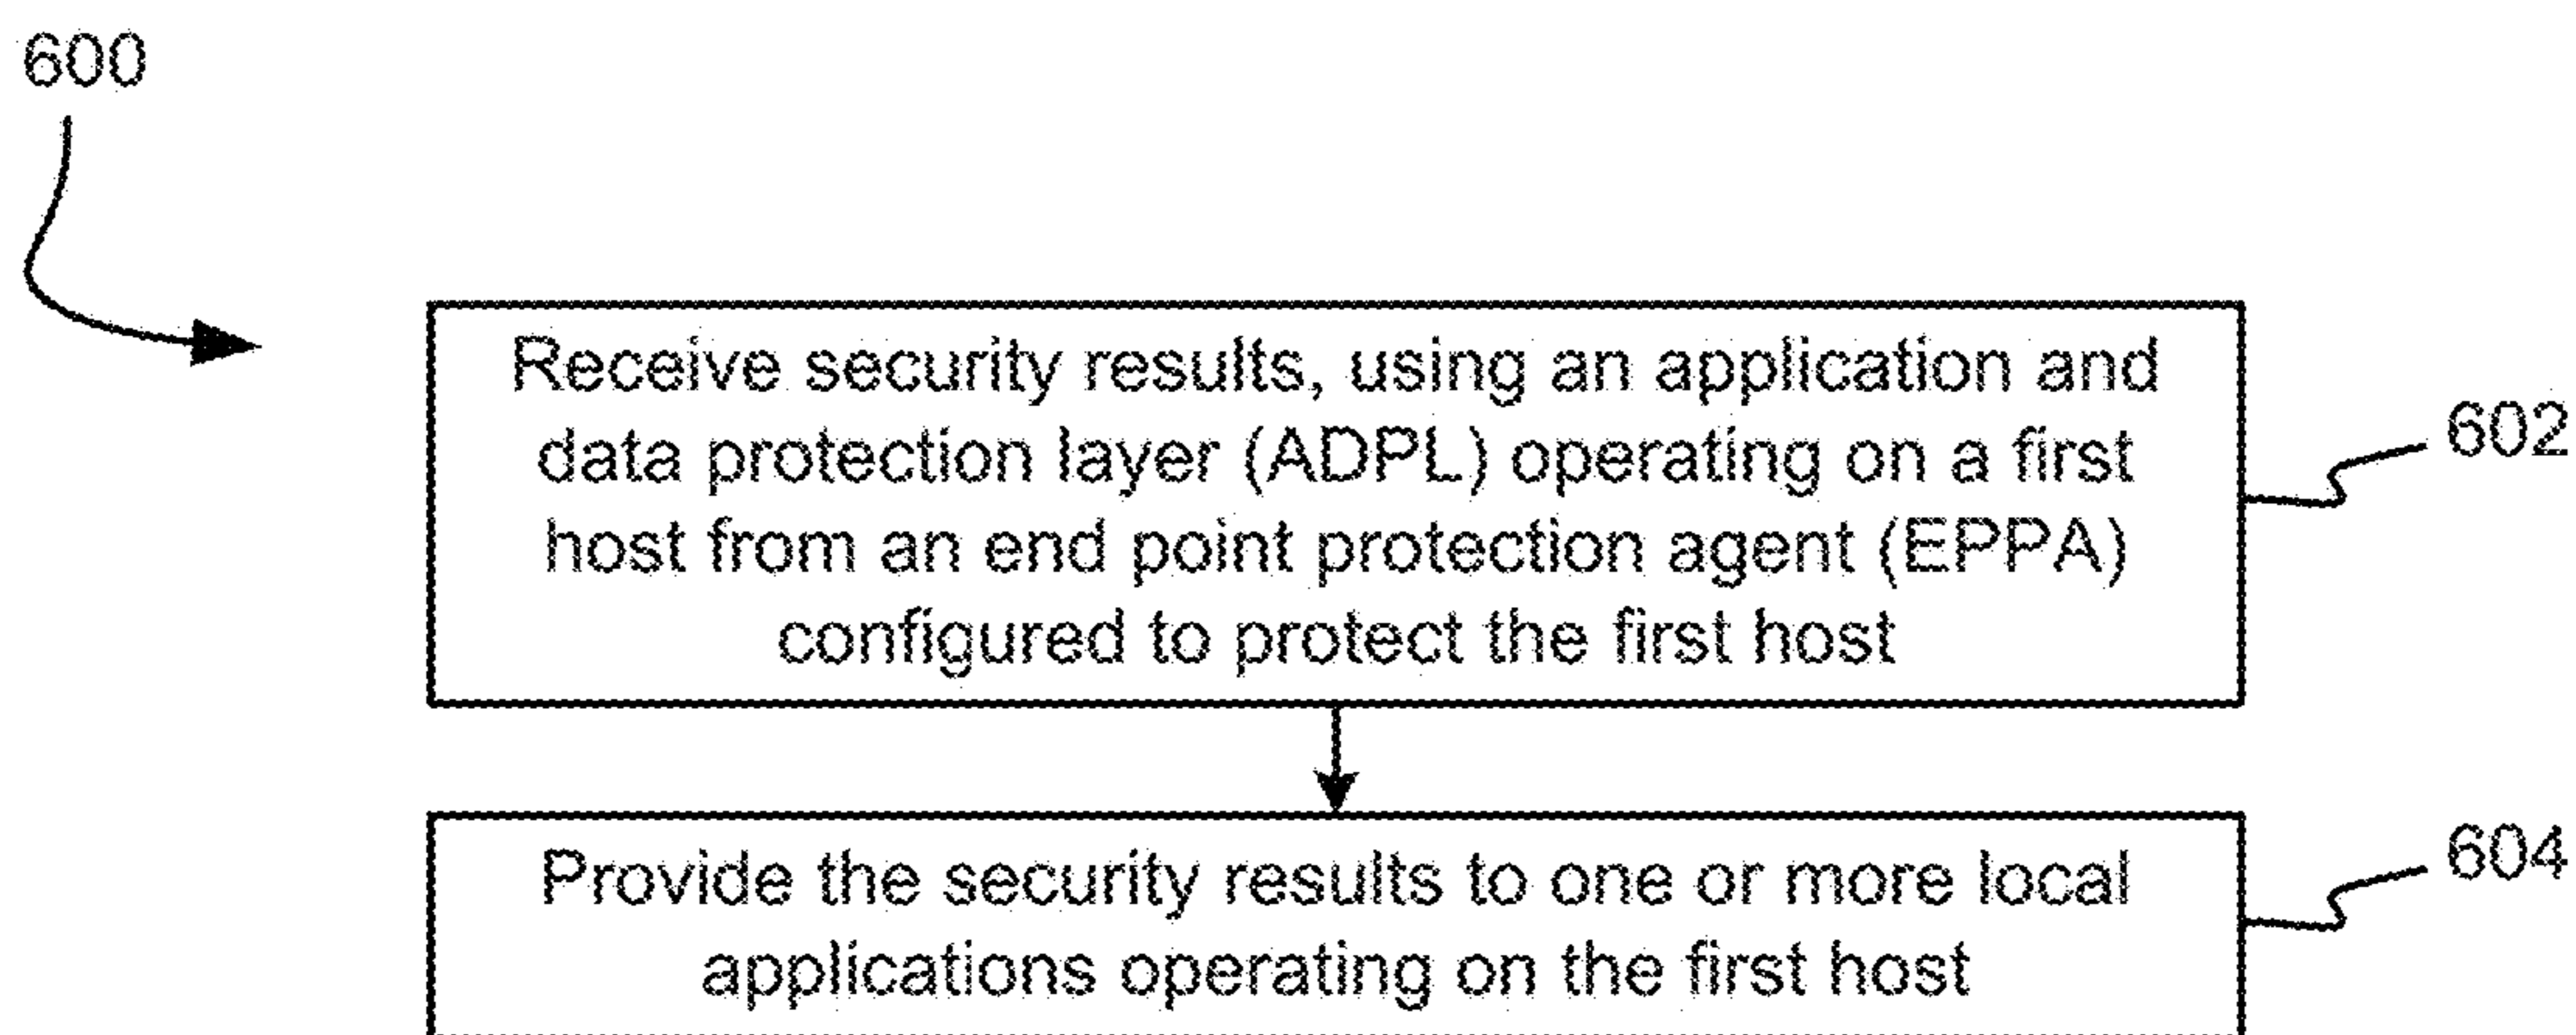 600
Receive security results, using an application and
data protection layer (ADPL) operating on a first
host from an end point protection agent (EPPA)
configured to protect the first host
602
Provide the security results to one or more local
applications operating on the first host
604